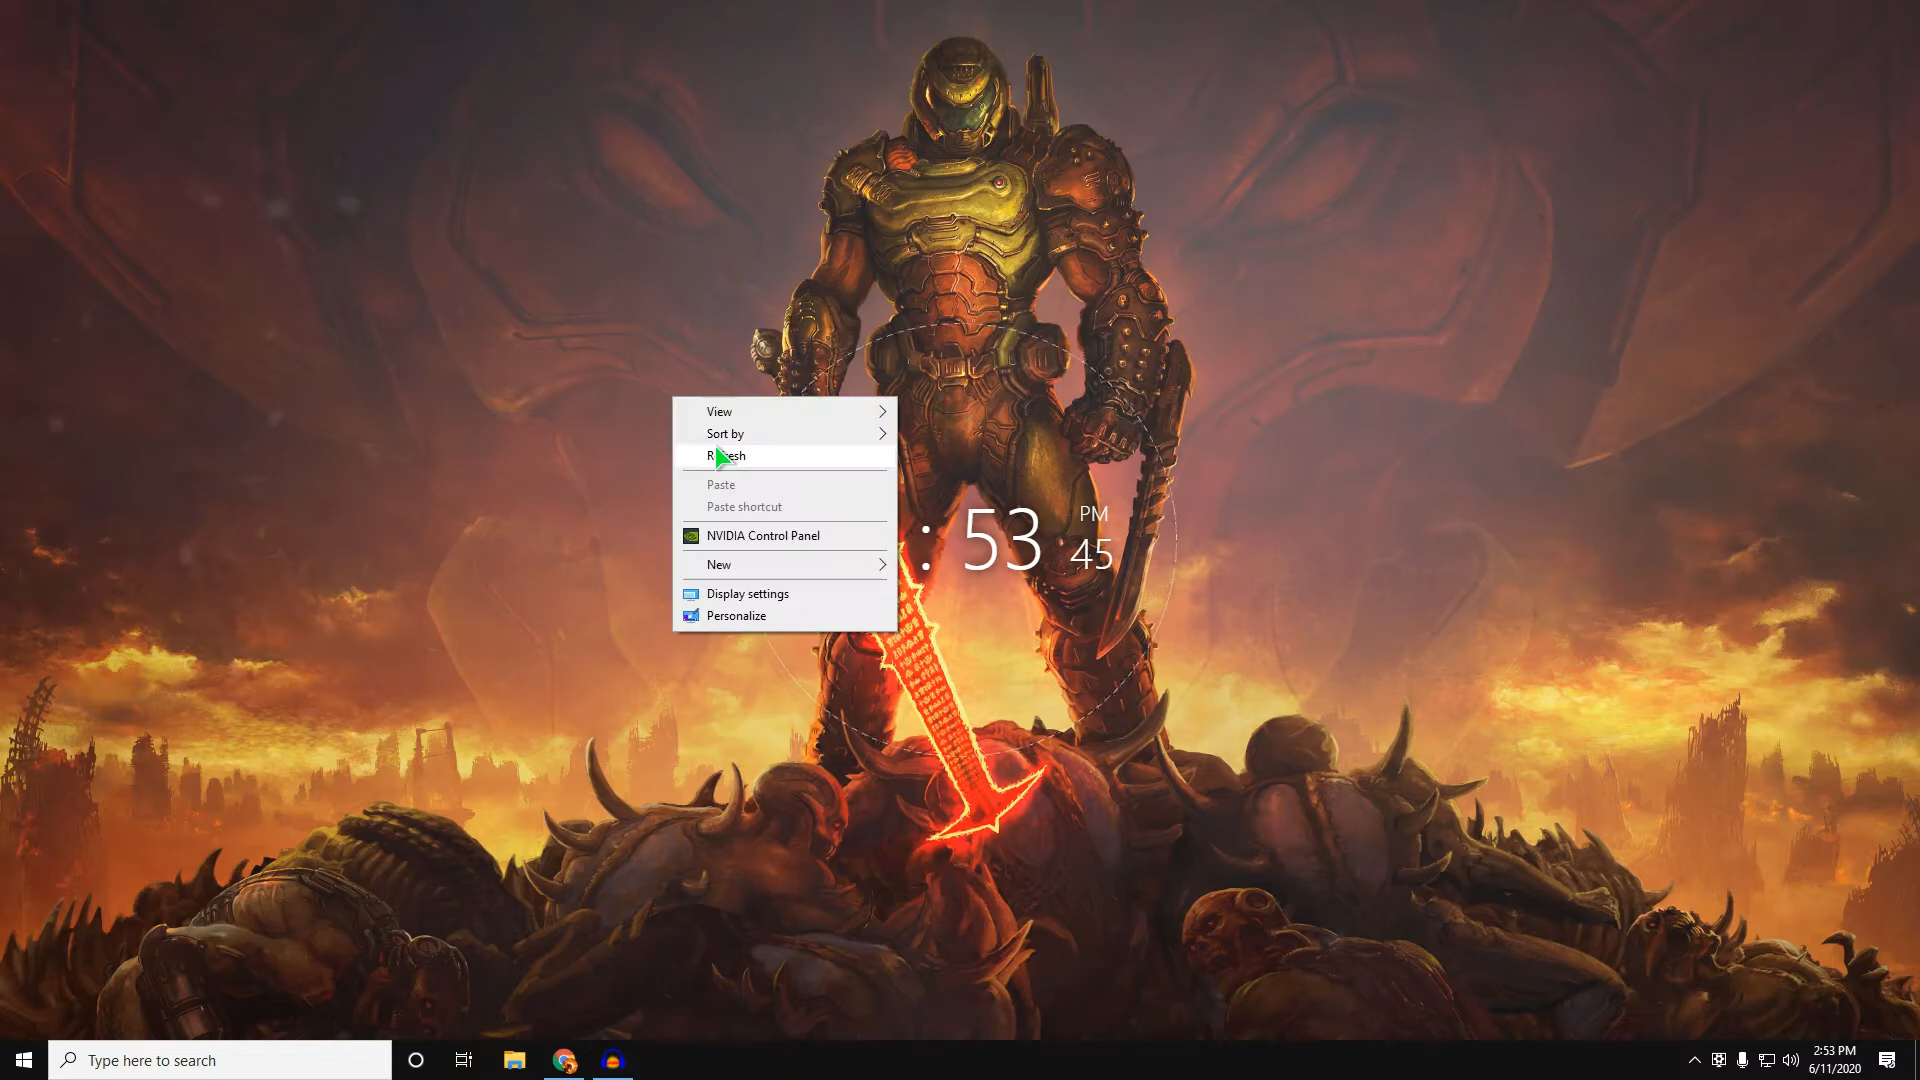 View
Sort by
Refresh
Paste
Paste shortcut
NVIDIA Control Panel
New
Display settings
Personalize
: 53
PM
45
Type here to search
2:53 PM
6/11/2020